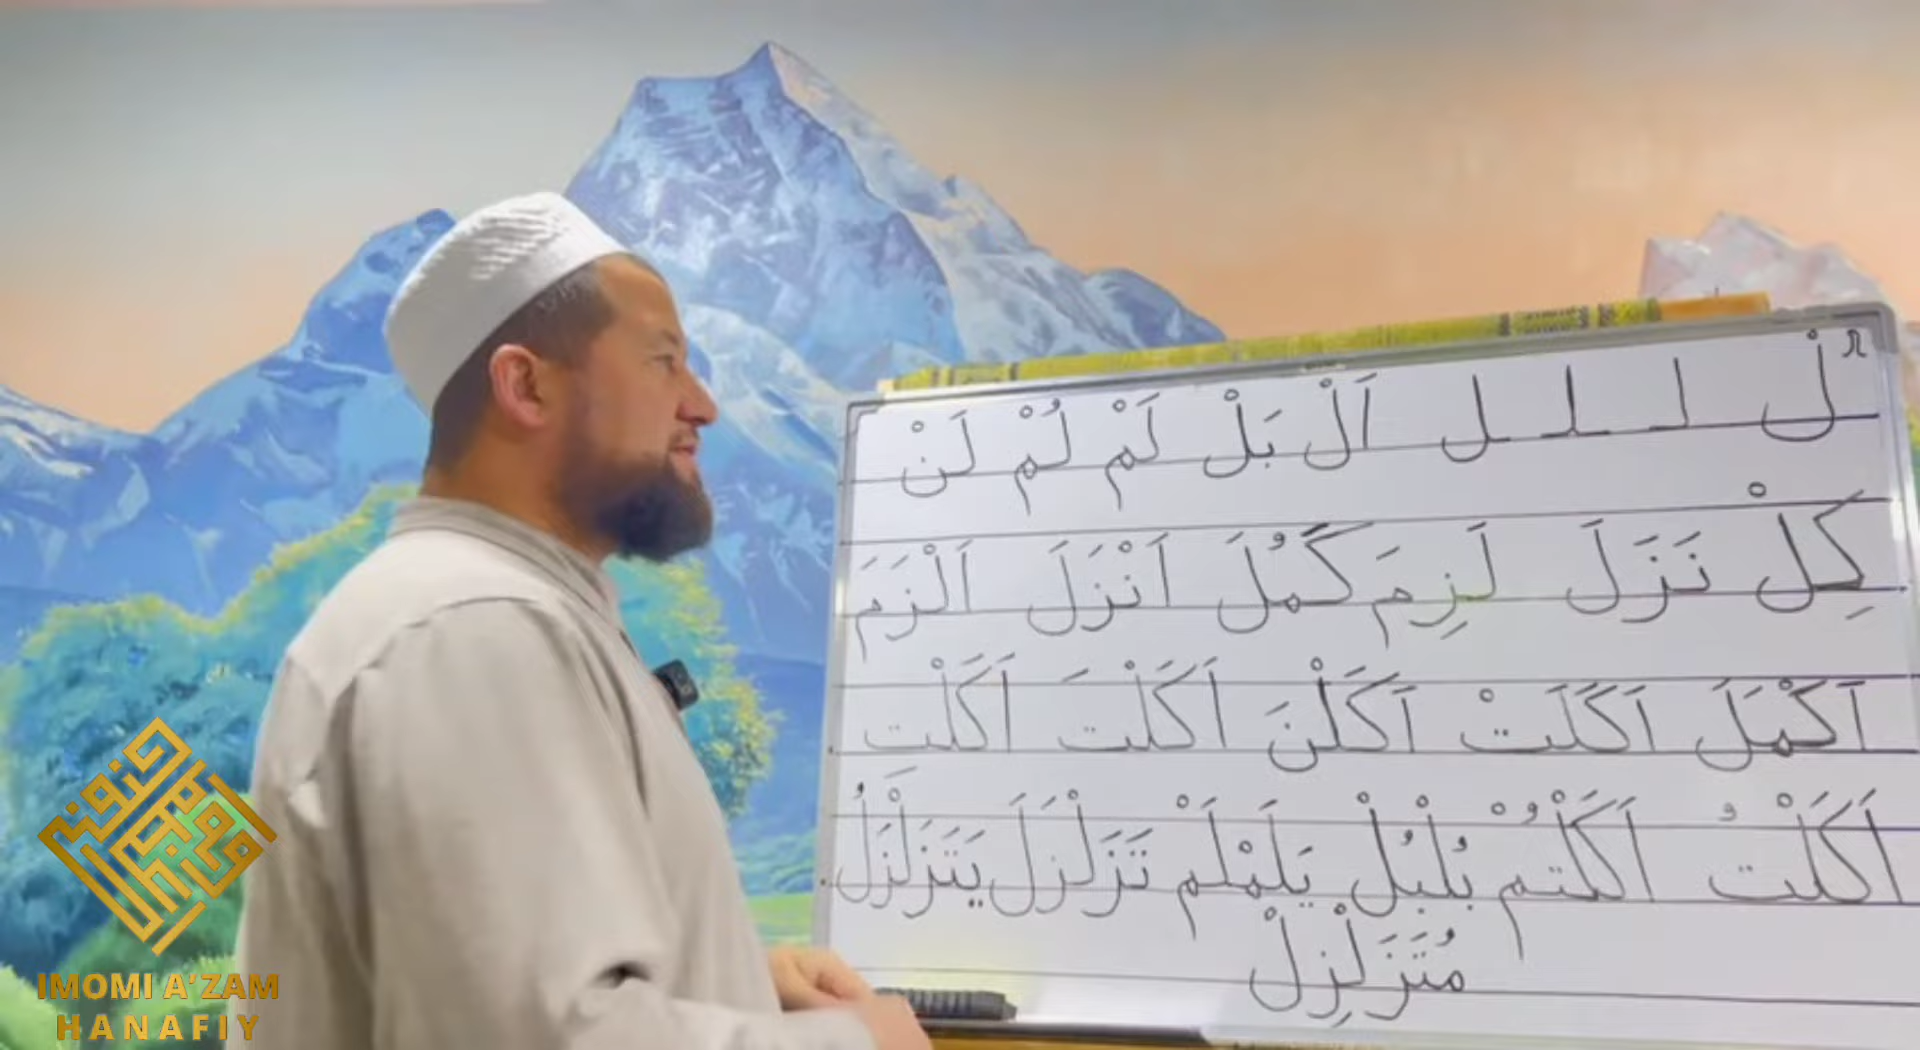 لْ لـ ـلـ ـل اَلْ بَلْ لَمْ لُمْ لَنْ
كِلْ نَزَلَ لَزِمَ كَمُلَ اَنْزَلَ اَلْزَمَ
اَكْمَلَ اَكَلَتْ اَكَلْنَ اَكَلْتَ اَكَلْت
اَكَلْتُ اَكَلْتُمْ بُلْبُلْ يَلَمْلَمْ تَزَلْزَلَ يَتَزَلْزَلُ
مُتَزَلْزِلْ
IMOMI A'ZAM
HANAFIY